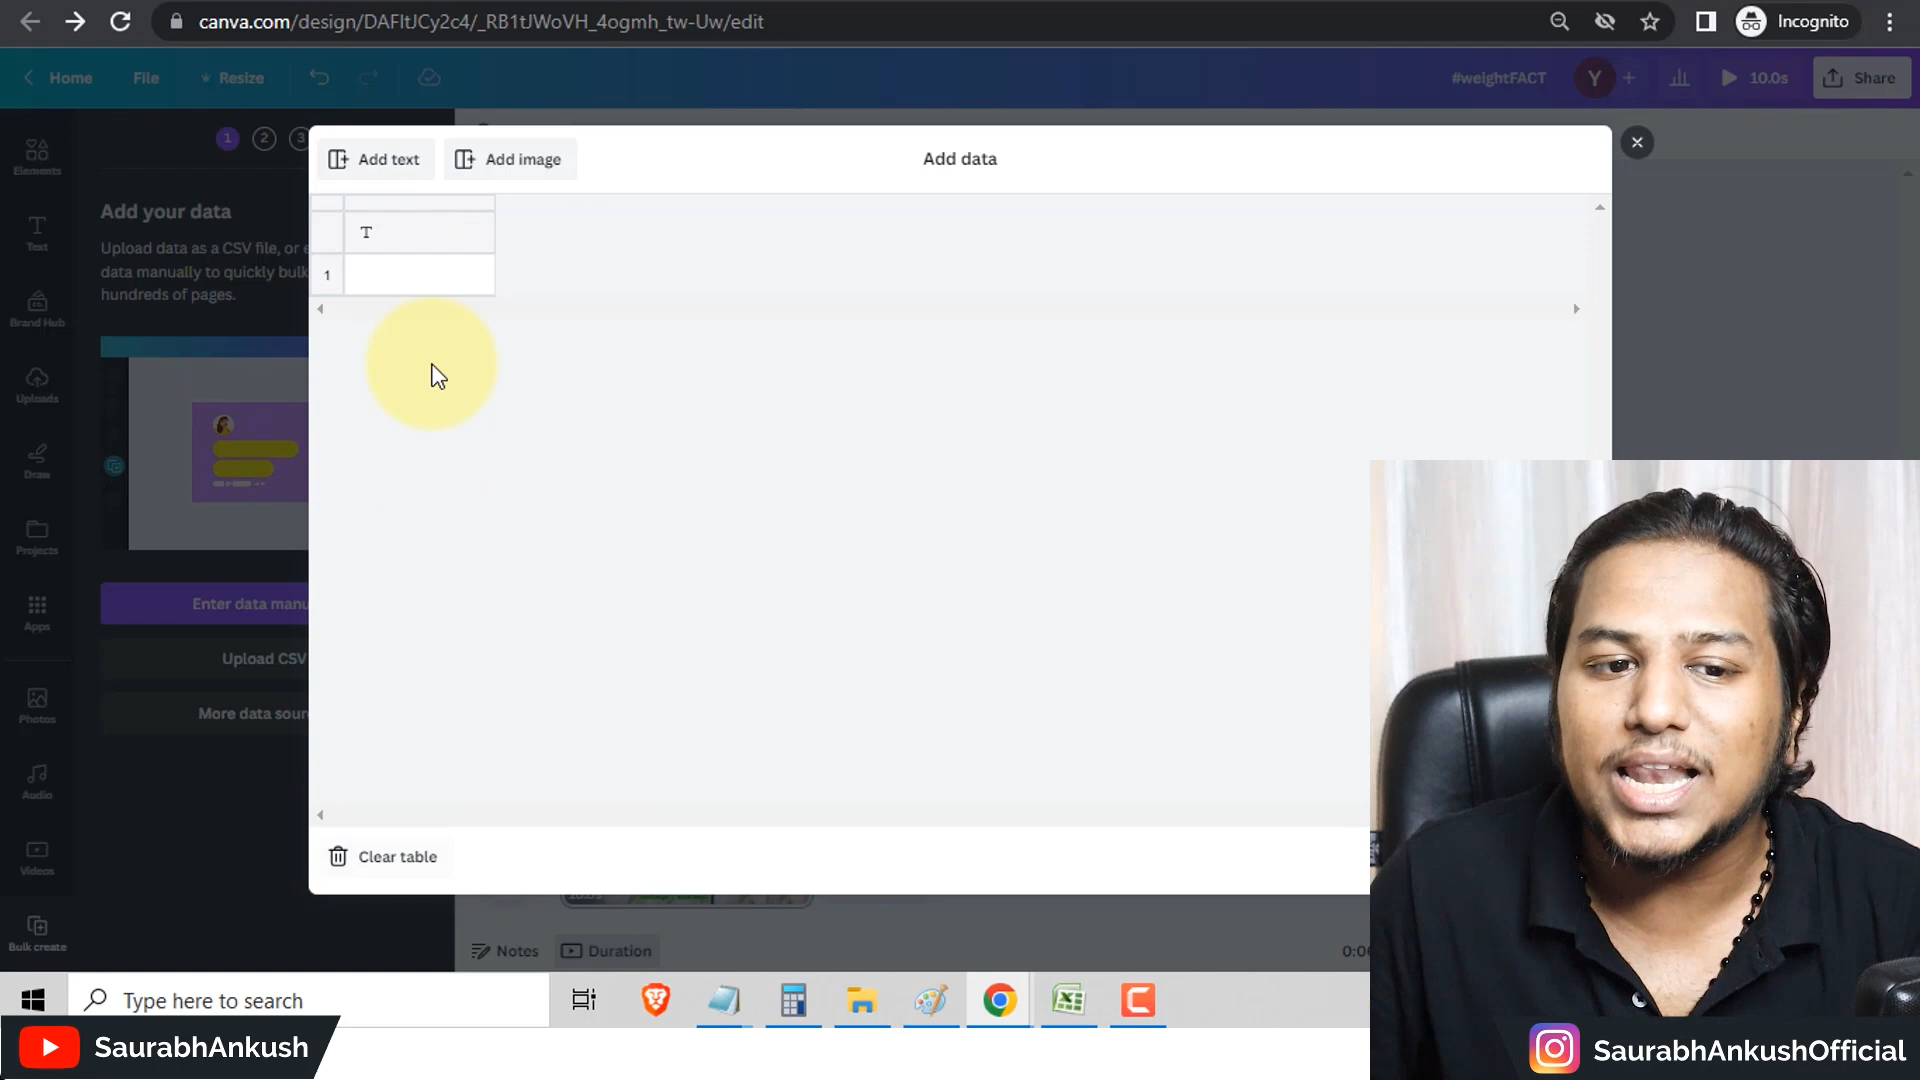 canva.com/design/DAFltJCy2c4/_RB1tJWoVH_4ogmh_tw-Uw/edit
Incognito
Home
File
Resize
#weightFACT
Y
10.0s
Share
1
2
3
Add text
Add image
Add data
Elements
Add your data
Upload data as a CSV file, or e
data manually to quickly bulk
hundreds of pages.
T
1
Text
Brand Hub
Uploads
Draw
Projects
Enter data manu
Apps
Upload CSV
More data sour
Photos
Audio
Videos
Clear table
Bulk create
Notes
Duration
Type here to search
SaurabhAnkush
SaurabhAnkushOfficial